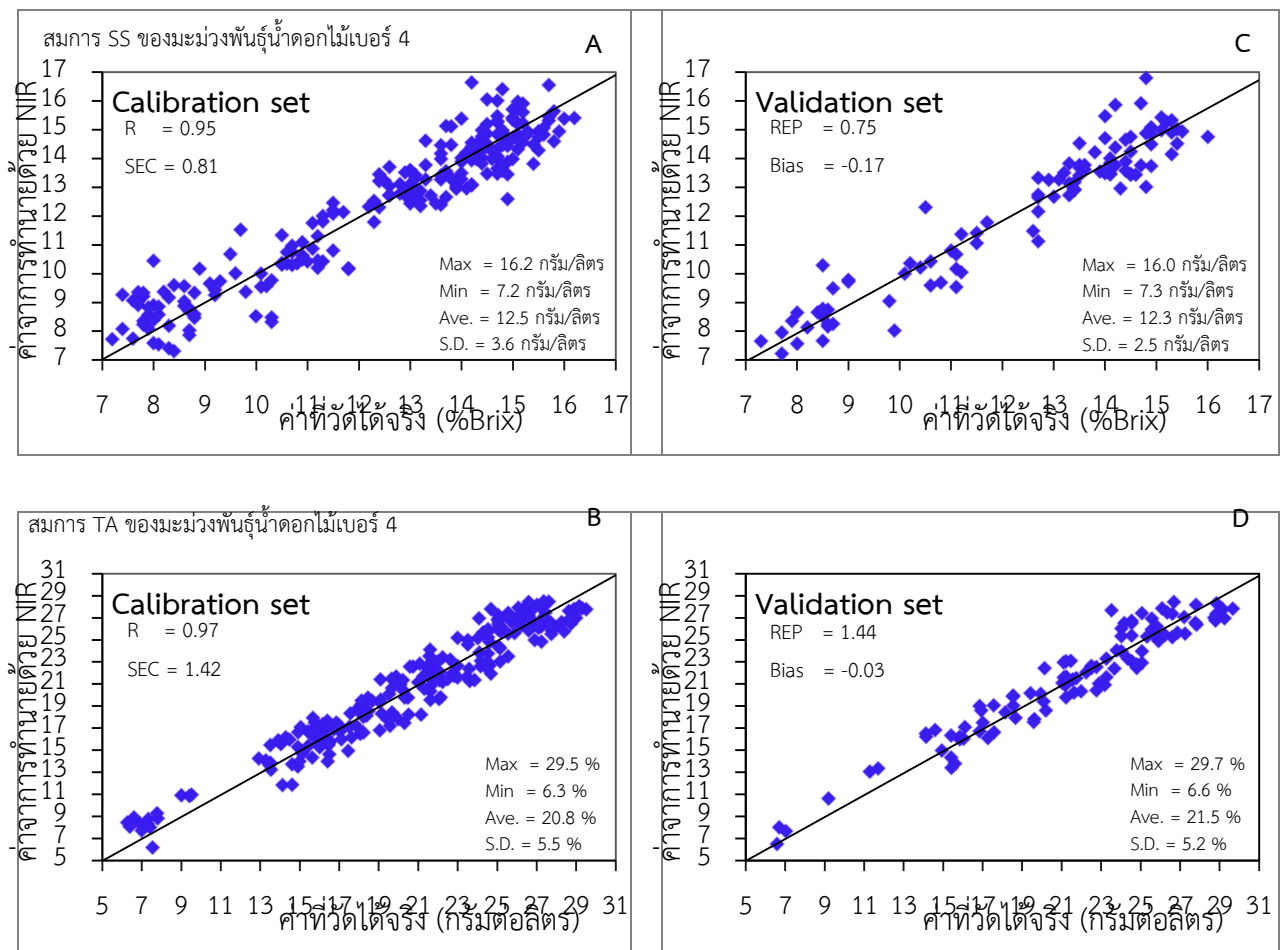 สมการ SS ของมะม่วงพันธุ์น้ำดอกไม้เบอร์ 4
A
ค่าจากการทำนายด้วย NIR
17
16
15
14
13
12
11
10
9
8
7
Calibration set
R = 0.95
SEC = 0.81
Max = 16.2 กรัม/ลิตร
Min = 7.2 กรัม/ลิตร
Ave. = 12.5 กรัม/ลิตร
S.D. = 3.6 กรัม/ลิตร
7 8 9 10 11 12 13 14 15 16 17
ค่าที่วัดได้จริง (%Brix)
C
ค่าจากการทำนายด้วย NIR
17
16
15
14
13
12
11
10
9
8
7
Validation set
REP = 0.75
Bias = -0.17
Max = 16.0 กรัม/ลิตร
Min = 7.3 กรัม/ลิตร
Ave. = 12.3 กรัม/ลิตร
S.D. = 2.5 กรัม/ลิตร
7 8 9 10 11 12 13 14 15 16 17
ค่าที่วัดได้จริง (%Brix)
สมการ TA ของมะม่วงพันธุ์น้ำดอกไม้เบอร์ 4
B
ค่าจากการทำนายด้วย NIR
31
29
27
25
23
21
19
17
15
13
11
9
7
5
Calibration set
R = 0.97
SEC = 1.42
Max = 29.5 %
Min = 6.3 %
Ave. = 20.8 %
S.D. = 5.5 %
5 7 9 11 13 15 17 19 21 23 25 27 29 31
ค่าที่วัดได้จริง (กรัมต่อลิตร)
D
ค่าจากการทำนายด้วย NIR
31
29
27
25
23
21
19
17
15
13
11
9
7
5
Validation set
REP = 1.44
Bias = -0.03
Max = 29.7 %
Min = 6.6 %
Ave. = 21.5 %
S.D. = 5.2 %
5 7 9 11 13 15 17 19 21 23 25 27 29 31
ค่าที่วัดได้จริง (กรัมต่อลิตร)